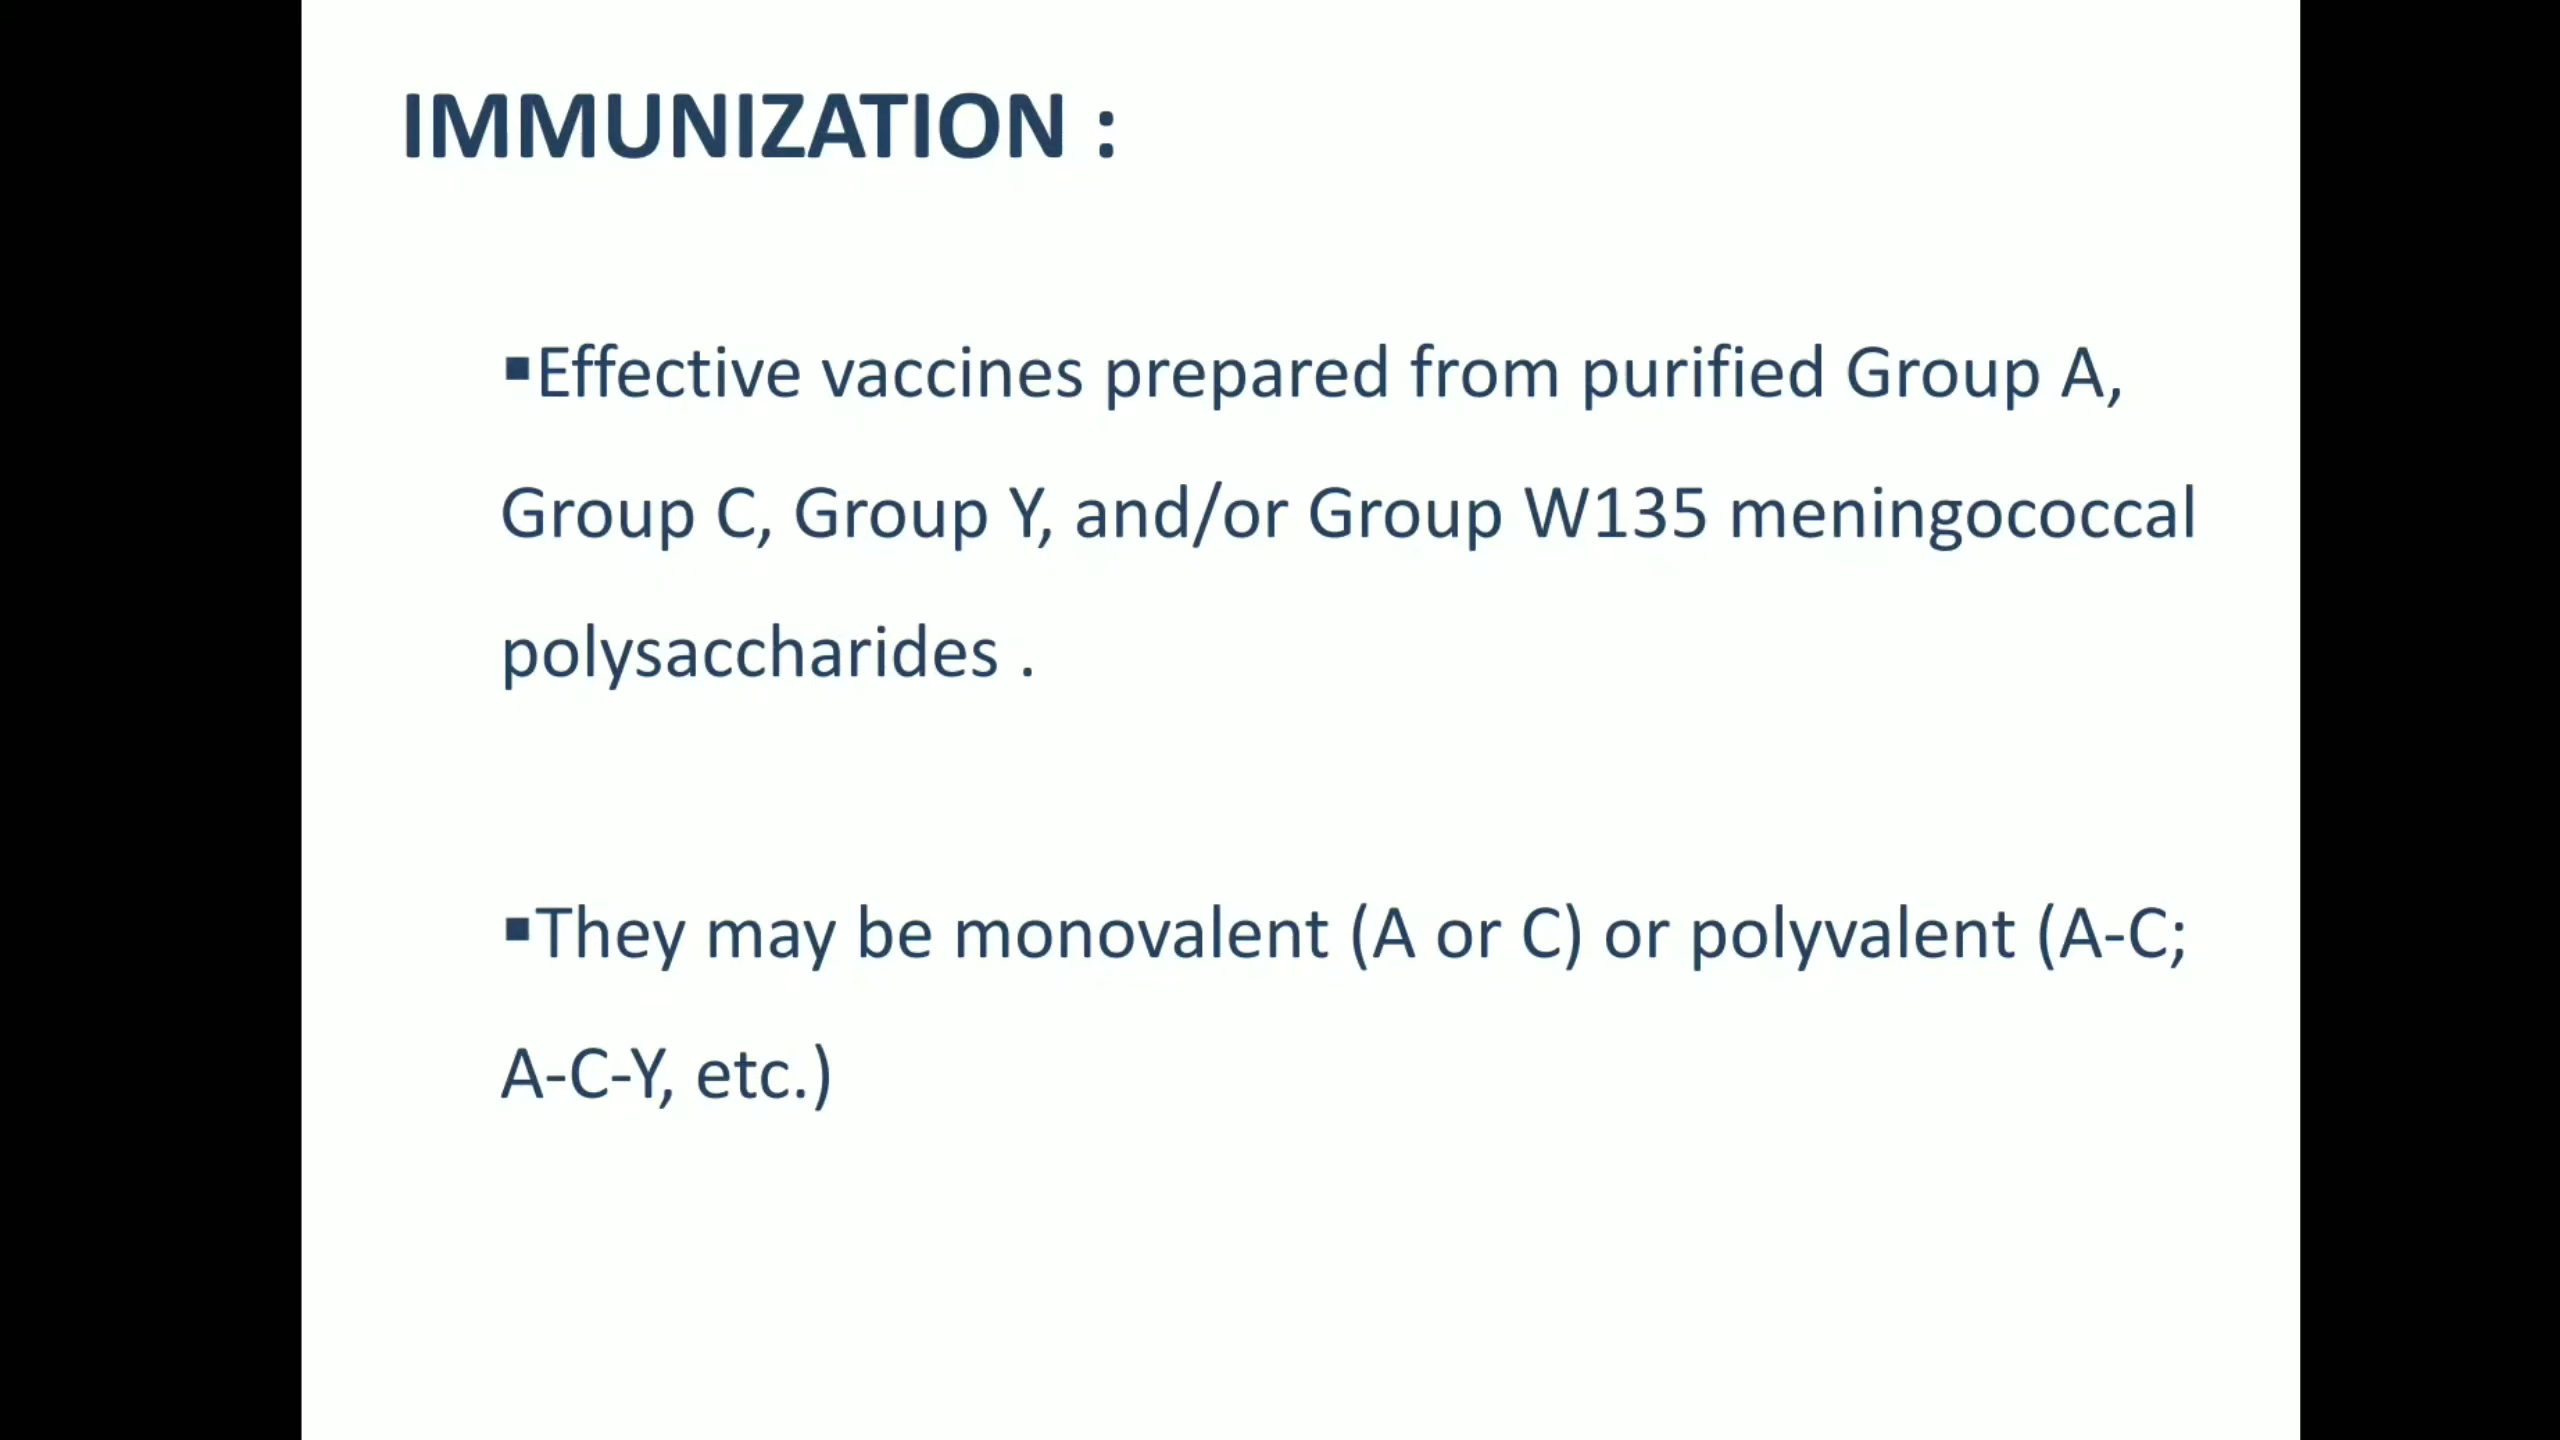 IMMUNIZATION :
▪Effective vaccines prepared from purified Group A,
Group C, Group Y, and/or Group W135 meningococcal
polysaccharides .
▪They may be monovalent (A or C) or polyvalent (A-C;
A-C-Y, etc.)